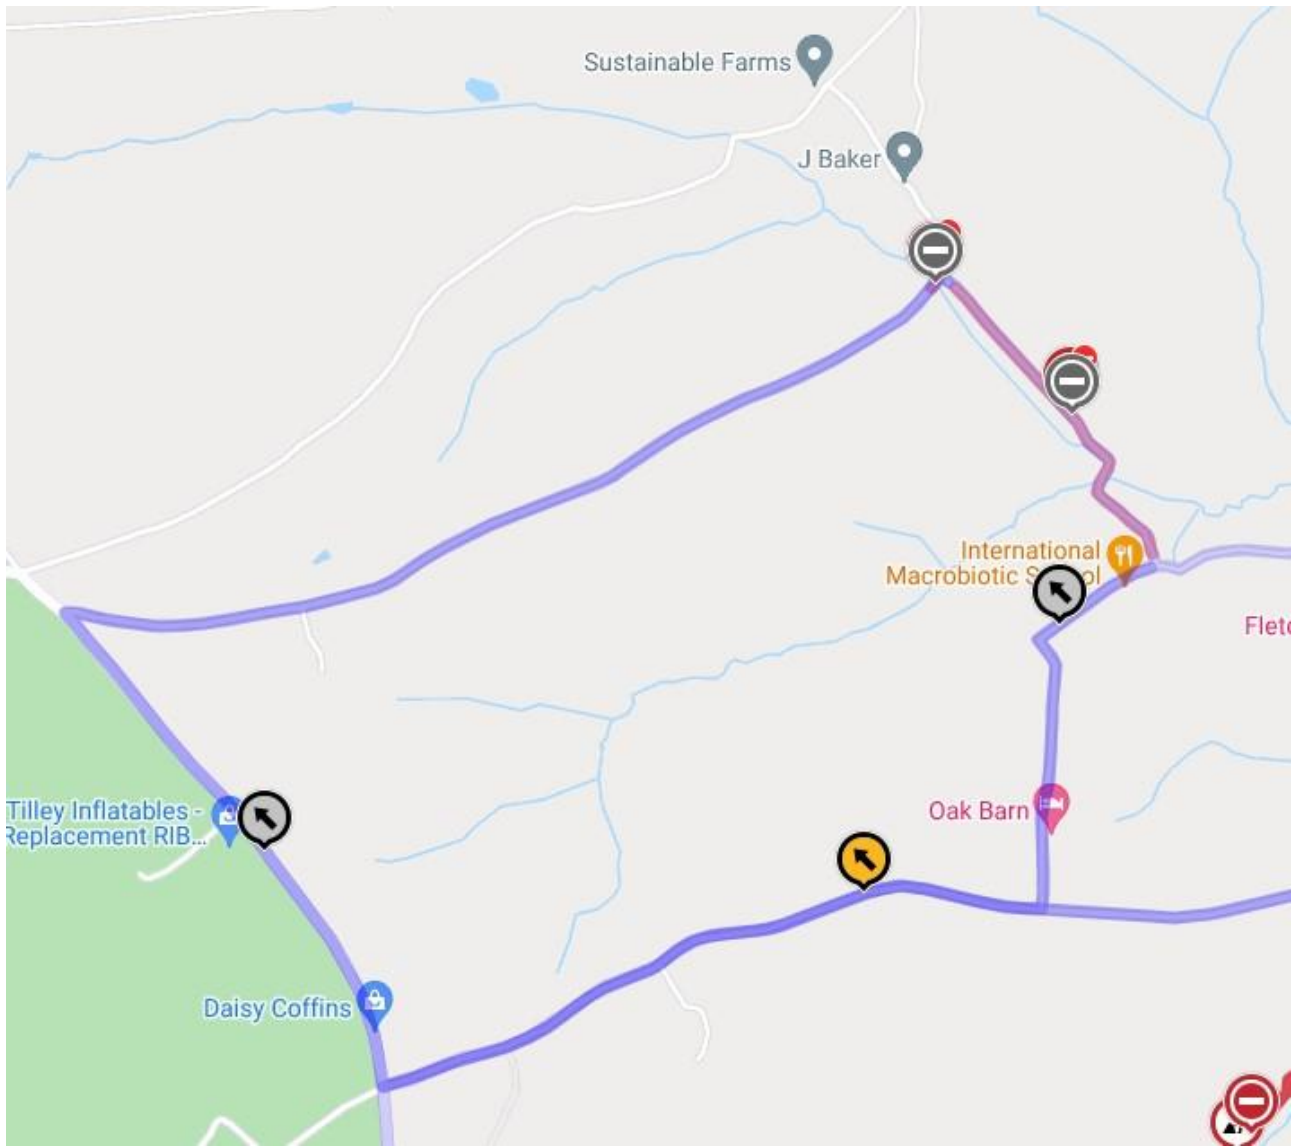 Sustainable Farms
J Baker
International
Macrobiotic
Oak Barn
Tilley Inflatables -
Replacement RIB...
Daisy Coffins